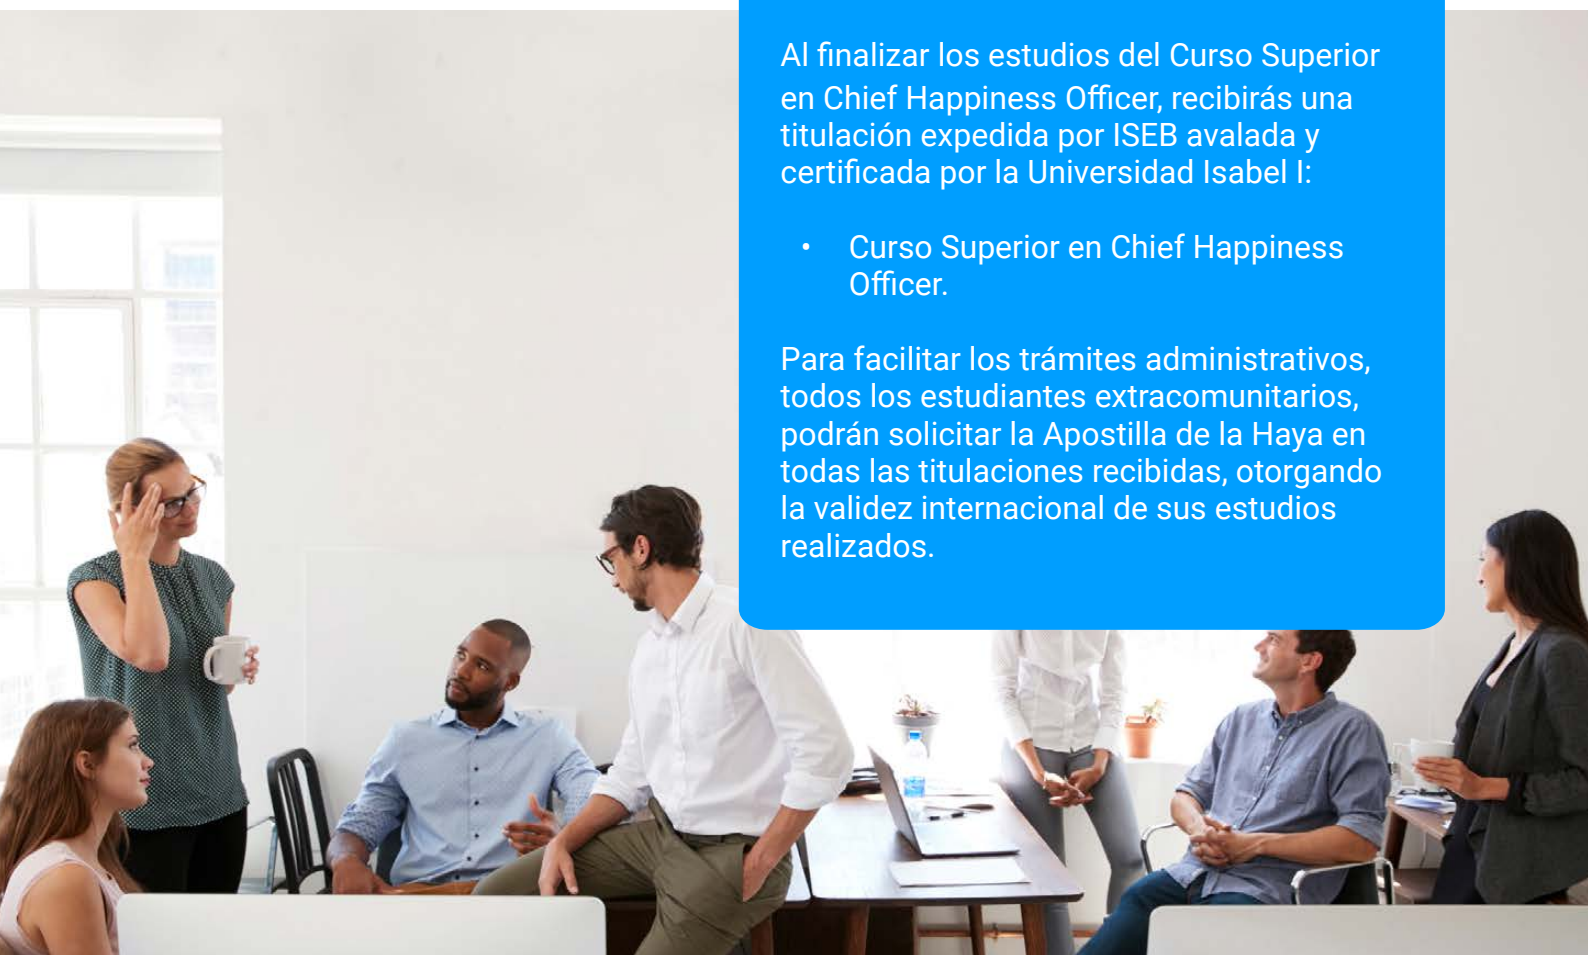 Al finalizar los estudios del Curso Superior
en Chief Happiness Officer, recibirás una
titulación expedida por ISEB avalada y
certificada por la Universidad Isabel I:
• Curso Superior en Chief Happiness
Officer.
Para facilitar los trámites administrativos,
todos los estudiantes extracomunitarios,
podrán solicitar la Apostilla de la Haya en
todas las titulaciones recibidas, otorgando
la validez internacional de sus estudios
realizados.